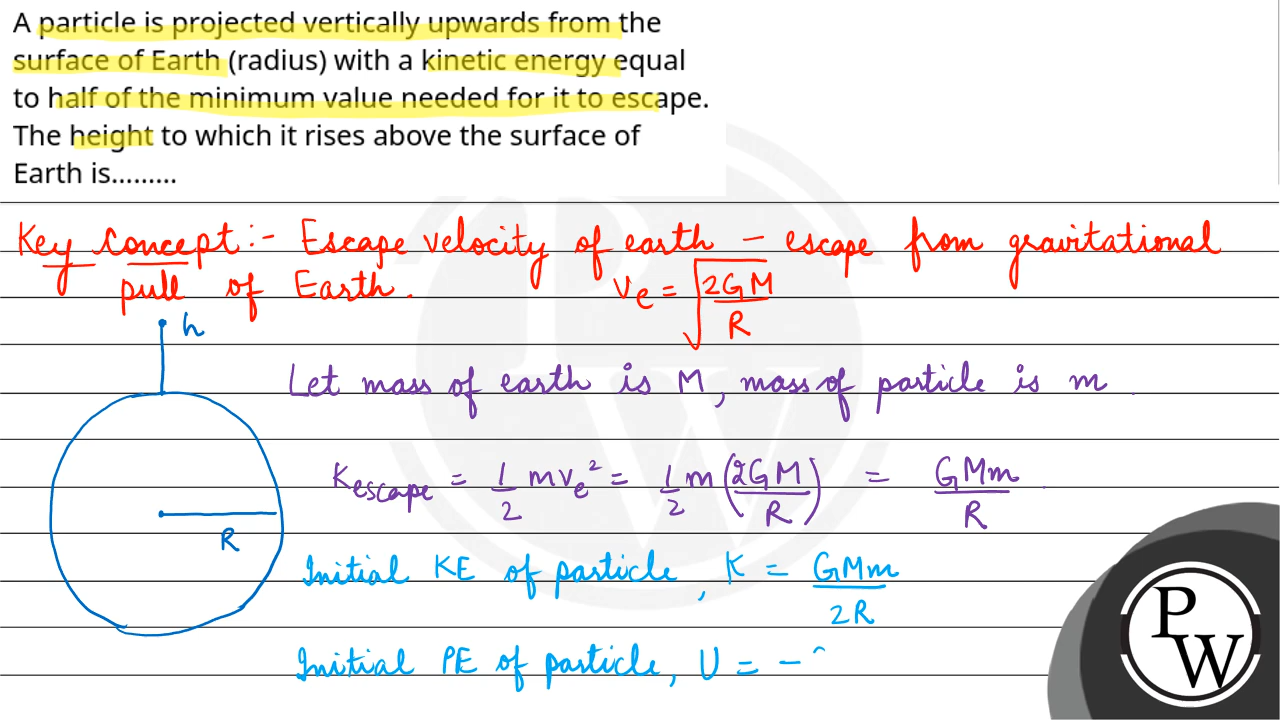 A particle is projected vertically upwards from the
surface of Earth (radius) with a kinetic energy equal
to half of the minimum value needed for it to escape.
The height to which it rises above the surface of
Earth is.........
Key concept:- Escape velocity of earth - escape from gravitational
pull of Earth. Ve = √(2GM/R)
h
Let mass of earth is M, mass of particle is m.
Kescape = 1/2 mve² = 1/2 m (2GM/R) = GMm/R.
R
Initial KE of particle, K = GMm/2R
Initial PE of particle, U = -
PW
PW